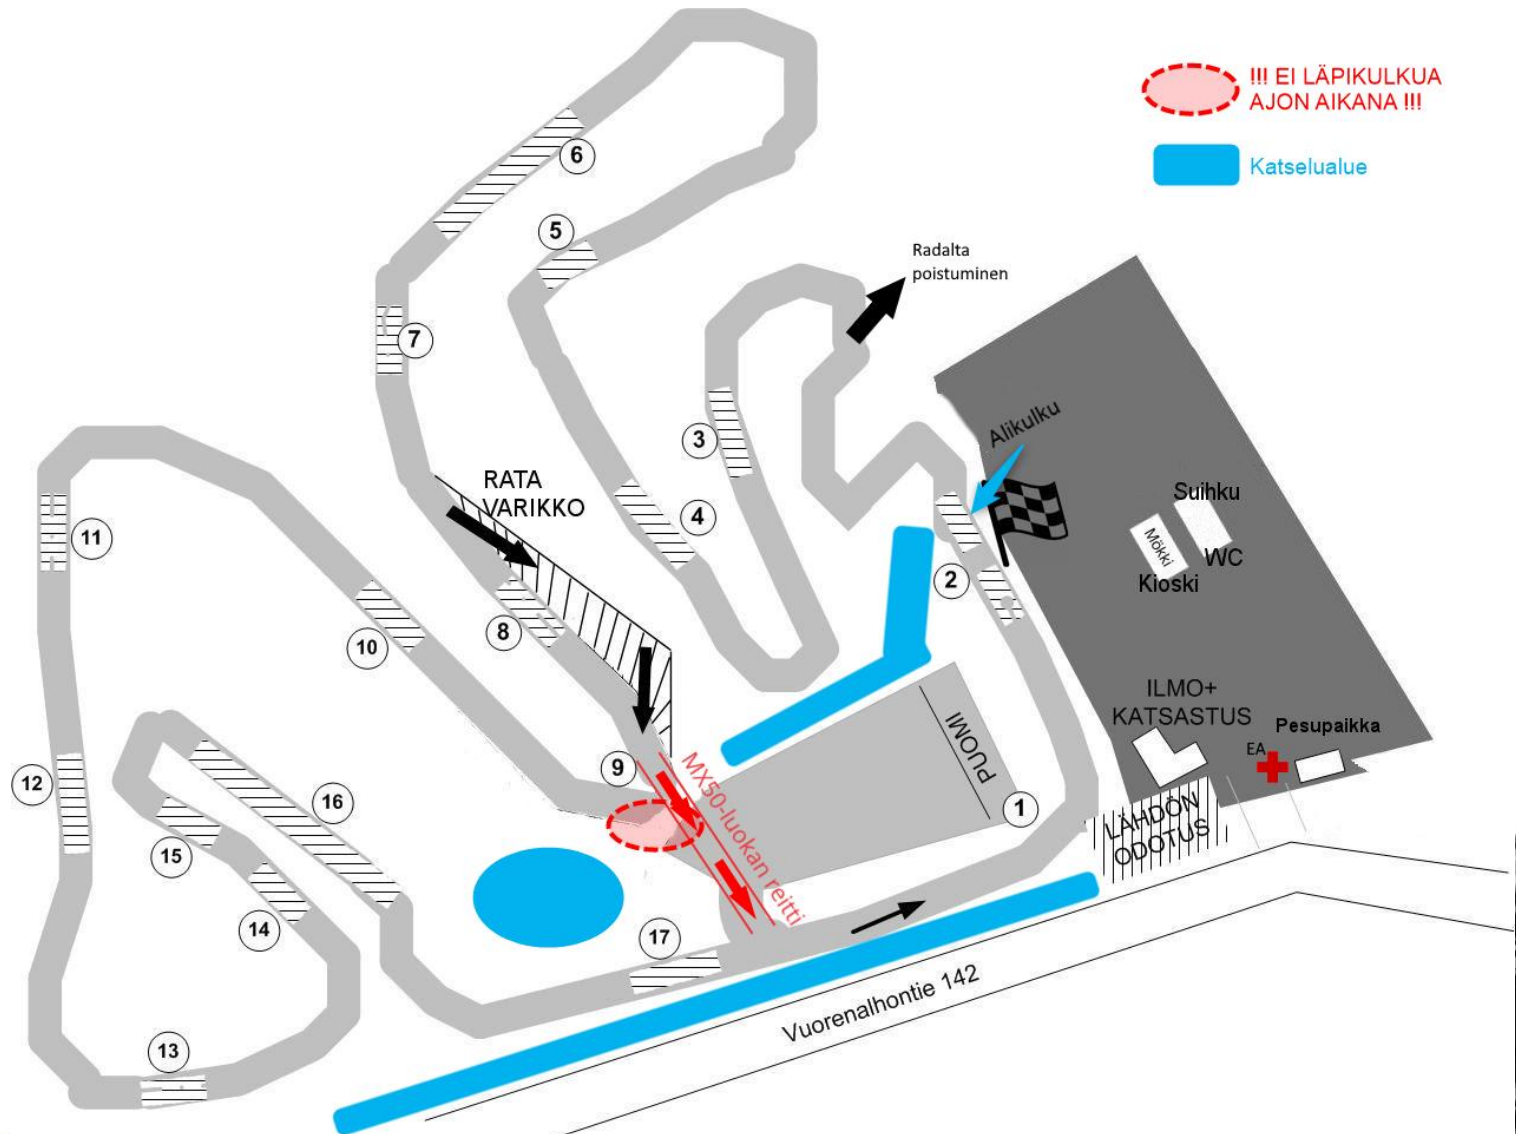 !!! EI LÄPIKULKUA
AJON AIKANA !!!
Katselualue
6
5
Radalta
poistuminen
7
Alikulku
3
RATA
VARIKKO
4
Suihku
Mökki
WC
Kioski
11
2
10
8
ILMO+
KATSASTUS
Pesupaikka
EA
PUOMI
9
MX50-luokan reitti
1
12
16
LÄHDÖN
ODOTUS
15
14
17
Vuorenalhontie 142
13